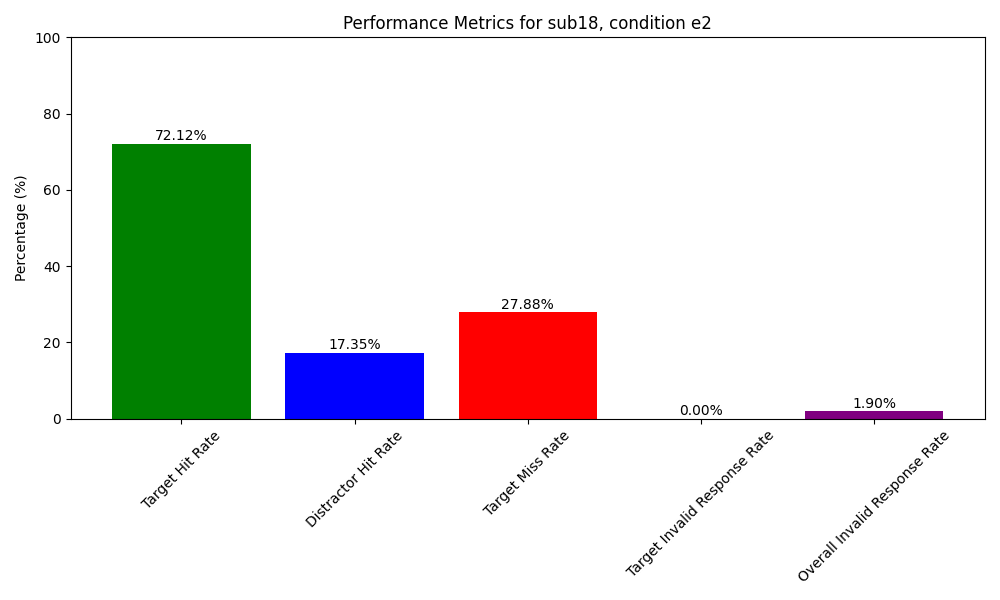 Performance Metrics for sub18, condition e2
Percentage (%)
100
80
60
40
20
0
72.12%
17.35%
27.88%
0.00%
1.90%
Target Hit Rate
Distractor Hit Rate
Target Miss Rate
Target Invalid Response Rate
Overall Invalid Response Rate